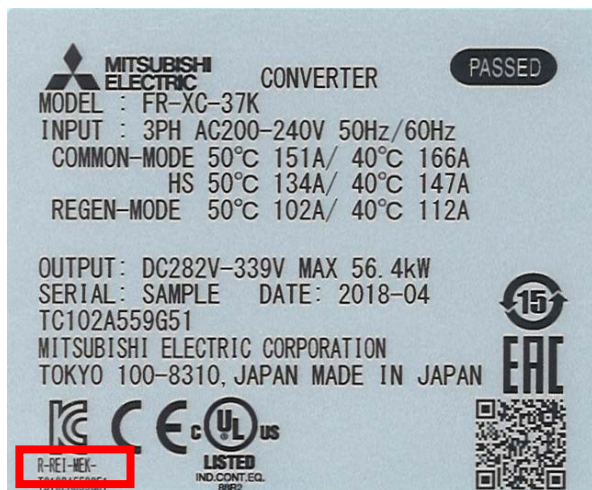 MITSUBISHI
ELECTRIC
CONVERTER
PASSED
MODEL : FR-XC-37K
INPUT : 3PH AC200-240V 50Hz/60Hz
COMMON-MODE 50℃ 151A/ 40℃ 166A
HS 50℃ 134A/ 40℃ 147A
REGEN-MODE 50℃ 102A/ 40℃ 112A
OUTPUT: DC282V-339V MAX 56.4kW
SERIAL: SAMPLE DATE: 2018-04
TC102A559G51
MITSUBISHI ELECTRIC CORPORATION
TOKYO 100-8310, JAPAN MADE IN JAPAN
15
EAC
CE
c UL us
LISTED
IND.CONT.EQ.
R-REI-MEK-